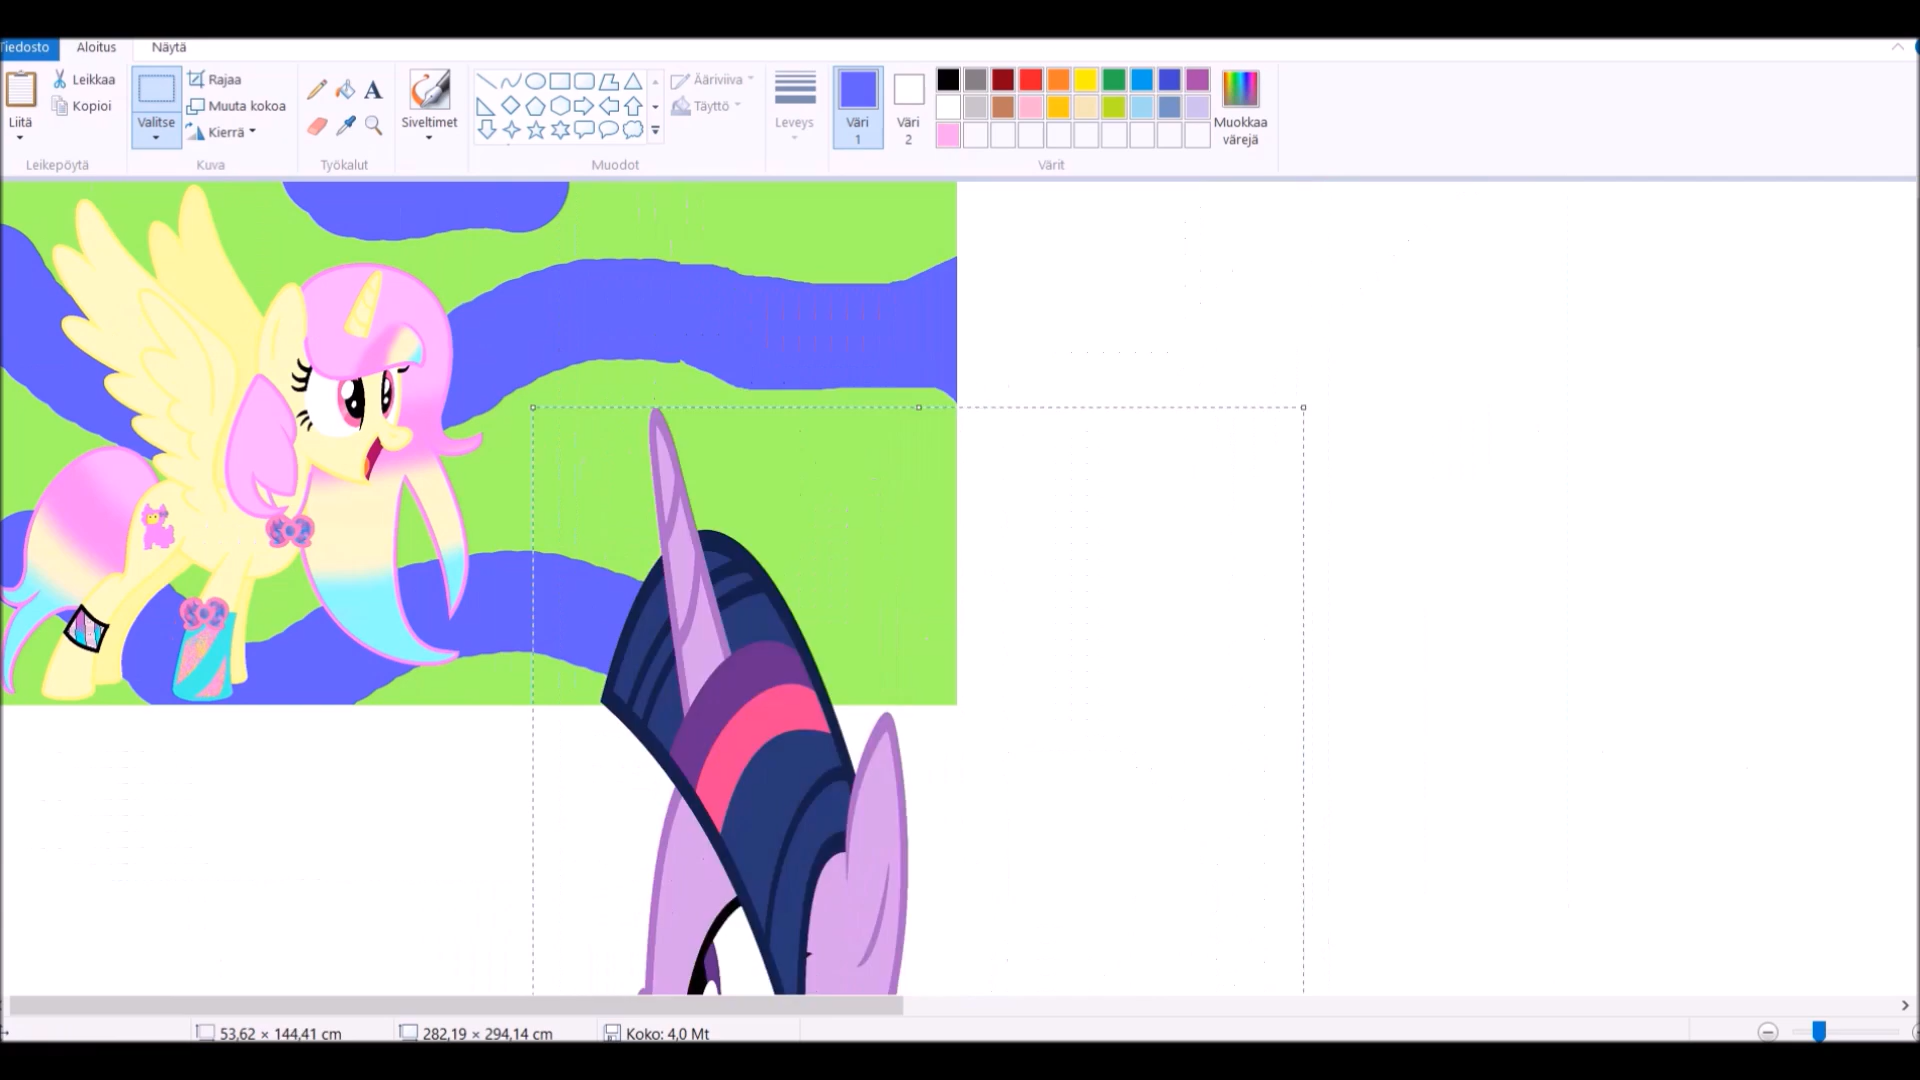 Tiedosto Aloitus Näytä
Liitä
Leikkaa
Kopioi
Leikepöytä
Valitse
Rajaa
Muuta kokoa
Kierrä
Kuva
A
Työkalut
Siveltimet
Muodot
Ääriviiva
Täyttö
Leveys
Väri
1
Väri
2
Muokkaa
värejä
Värit
53,62 × 144,41 cm
282,19 × 294,14 cm
Koko: 4,0 Mt